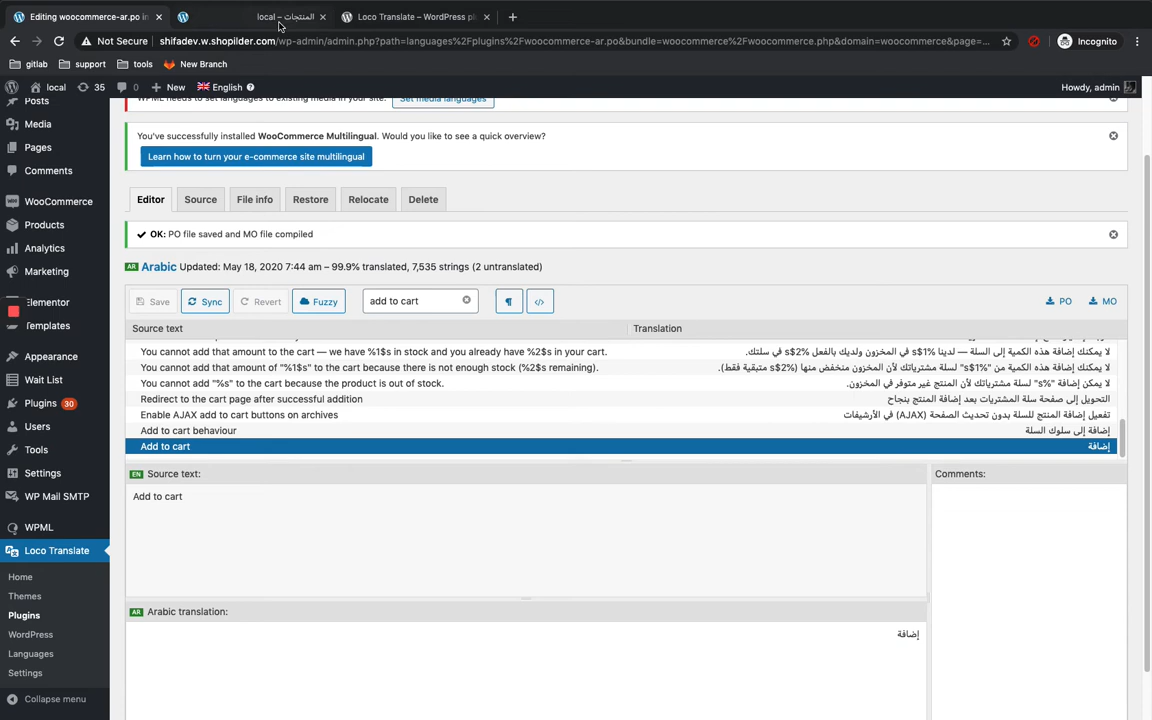 Editing woocommerce-ar.po in
المنتجات – local
Loco Translate – WordPress pl
Not Secure shifadev.w.shopilder.com/wp-admin/admin.php?path=languages%2Fplugins%2Fwoocommerce-ar.po&bundle=woocommerce%2Fwoocommerce.php&domain=woocommerce&page=...
Incognito
gitlab support tools New Branch
local 35 New English Howdy, admin
Posts
Media
Pages
Comments
WooCommerce
Products
Analytics
Marketing
Elementor
Templates
Appearance
Wait List
Plugins 30
Users
Tools
Settings
WP Mail SMTP
WPML
Loco Translate
Home
Themes
Plugins
WordPress
Languages
Settings
Collapse menu
WPML needs to set languages to existing media in your site. Set media languages
You've successfully installed WooCommerce Multilingual. Would you like to see a quick overview?
Learn how to turn your e-commerce site multilingual
Editor Source File info Restore Relocate Delete
OK: PO file saved and MO file compiled
AR Arabic Updated: May 18, 2020 7:44 am – 99.9% translated, 7,535 strings (2 untranslated)
Save Sync Revert Fuzzy add to cart ¶ </> PO MO
Source text Translation
You cannot add that amount to the cart — we have %1$s in stock and you already have %2$s in your cart.
لا يمكنك إضافة هذه الكمية إلى السلة — لدينا %1$s في المخزون ولديك بالفعل %2$s في سلتك.
You cannot add that amount of "%1$s" to the cart because there is not enough stock (%2$s remaining).
لا يمكنك إضافة هذه الكمية من "%1$s" لسلة مشترياتك لأن المخزون منخفض منها (%2$s متبقية فقط).
You cannot add "%s" to the cart because the product is out of stock.
لا يمكن إضافة "%s" لسلة مشترياتك لأن المنتج غير متوفر في المخزون.
Redirect to the cart page after successful addition
التحويل إلى صفحة سلة المشتريات بعد إضافة المنتج بنجاح
Enable AJAX add to cart buttons on archives
تفعيل إضافة المنتج للسلة بدون تحديث الصفحة (AJAX) في الأرشيفات
Add to cart behaviour
إضافة إلى سلوك السلة
Add to cart
إضافة
EN Source text:
Comments:
Add to cart
AR Arabic translation:
إضافة